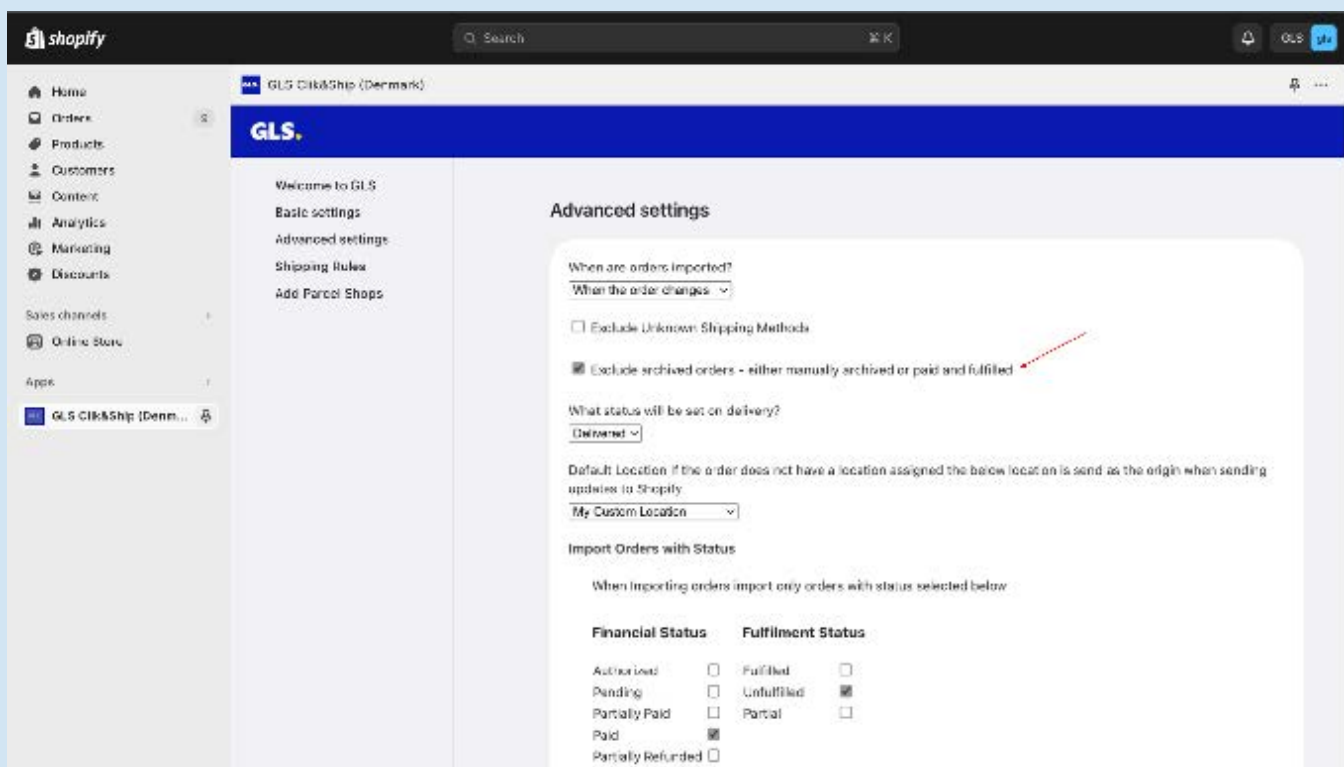 shopify
Search
⌘ K
GLS
GLS Clik&Ship (Denmark)
Home
Orders
Products
Customers
Content
Analytics
Marketing
Discounts
Sales channels
Online Store
Apps
GLS Clik&Ship (Denm...
GLS.
Welcome to GLS
Basic settings
Advanced settings
Shipping Rules
Add Parcel Shops
Advanced settings
When are orders imported?
When the order changes
Exclude Unknown Shipping Methods
Exclude archived orders - either manually archived or paid and fulfilled
What status will be set on delivery?
Delivered
Default Location if the order does not have a location assigned the below location is send as the origin when sending
updates to Shopify
My Custom Location
Import Orders with Status
When Importing orders import only orders with status selected below
Financial Status Fulfilment Status
Authorized Fulfilled
Pending Unfulfilled
Partially Paid Partial
Paid
Partially Refunded